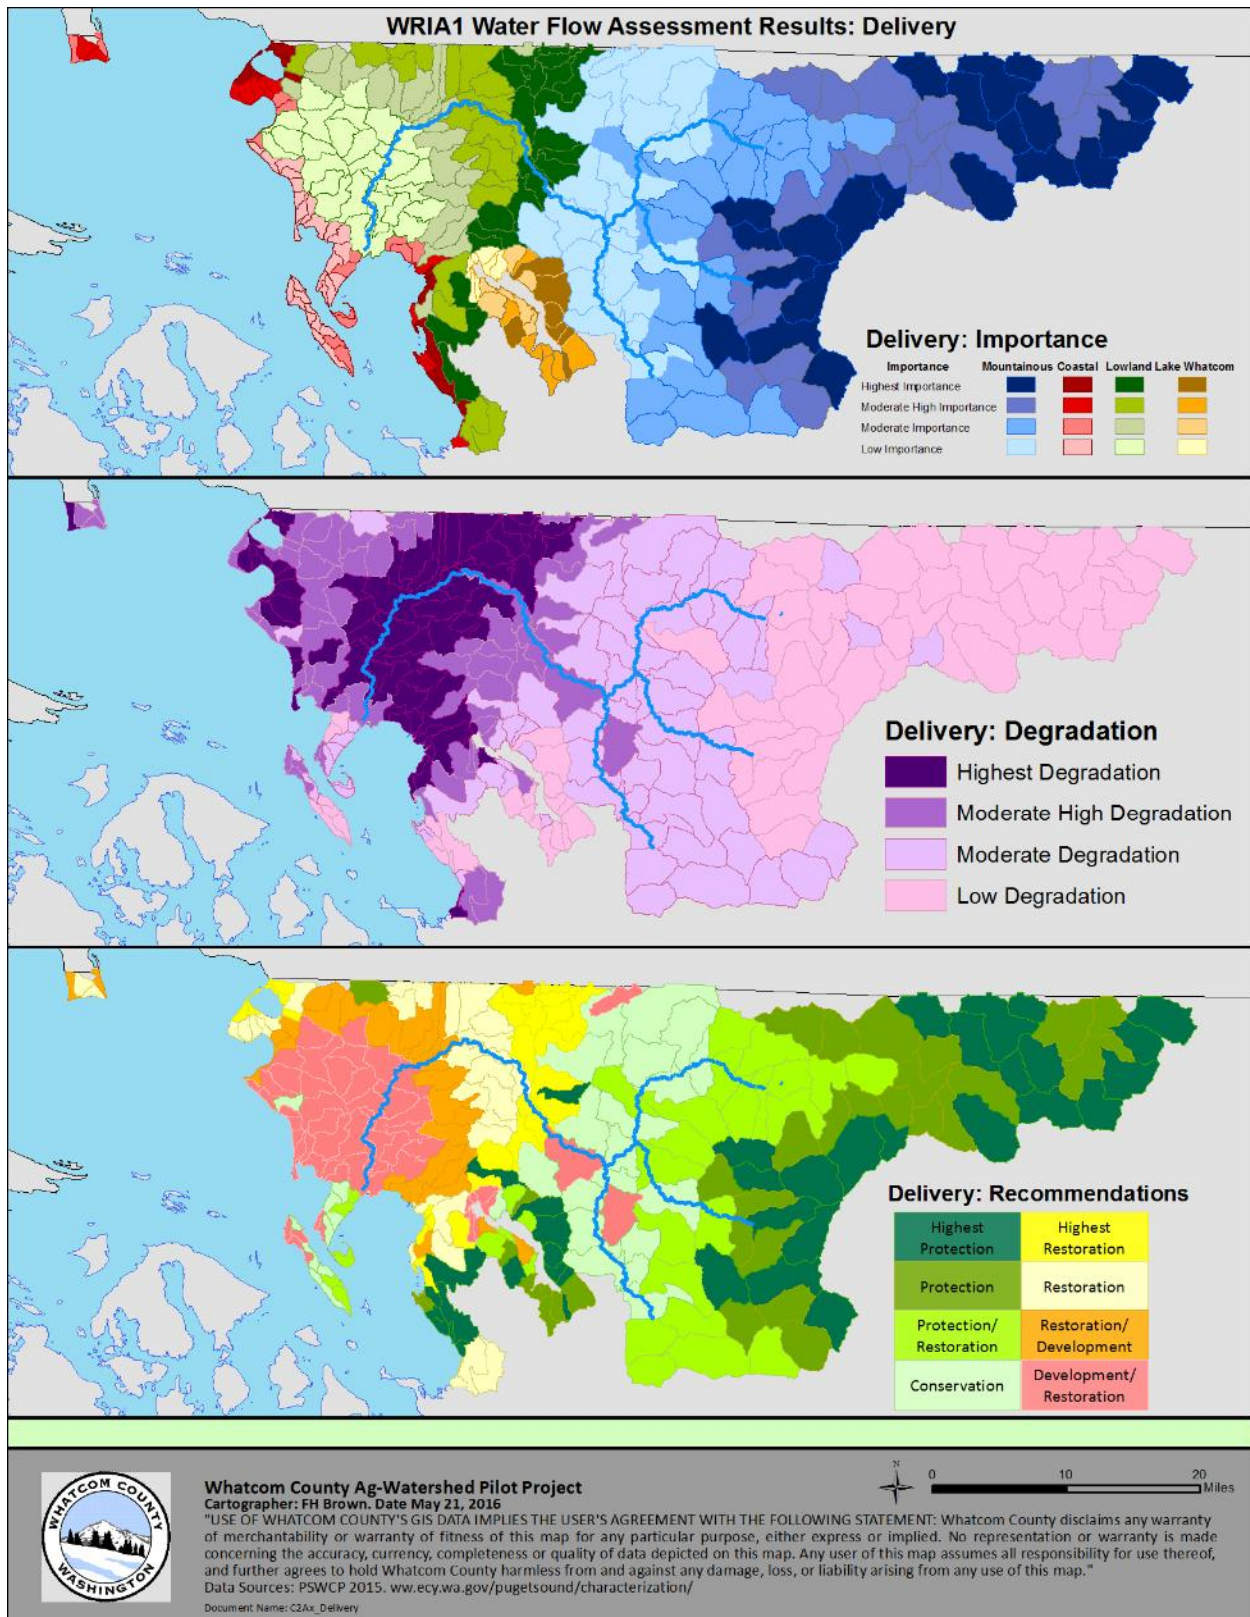 WRIA1 Water Flow Assessment Results: Delivery
Delivery: Importance
Importance Mountainous Coastal Lowland Lake Whatcom
Highest Importance
Moderate High Importance
Moderate Importance
Low Importance
Delivery: Degradation
Highest Degradation
Moderate High Degradation
Moderate Degradation
Low Degradation
Delivery: Recommendations
Highest Protection
Highest Restoration
Protection
Restoration
Protection/ Restoration
Restoration/ Development
Conservation
Development/ Restoration
WHATCOM COUNTY
WASHINGTON
Whatcom County Ag-Watershed Pilot Project
Cartographer: FH Brown. Date May 21, 2016
"USE OF WHATCOM COUNTY'S GIS DATA IMPLIES THE USER'S AGREEMENT WITH THE FOLLOWING STATEMENT: Whatcom County disclaims any warranty
of merchantability or warranty of fitness of this map for any particular purpose, either express or implied. No representation or warranty is made
concerning the accuracy, currency, completeness or quality of data depicted on this map. Any user of this map assumes all responsibility for use thereof,
and further agrees to hold Whatcom County harmless from and against any damage, loss, or liability arising from any use of this map."
Data Sources: PSWCP 2015. ww.ecy.wa.gov/pugetsound/characterization/
Document Name: C2Ax_Delivery
N
0 10 20
Miles